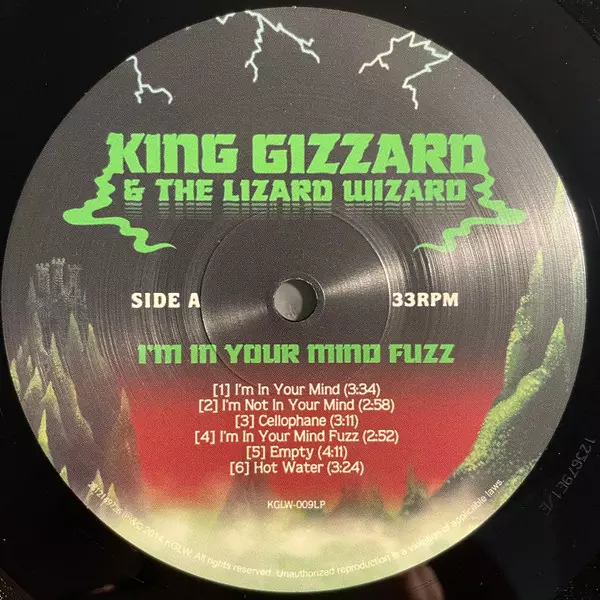 KING GIZZARD
& THE LIZARD WIZARD
SIDE A
33RPM
I'M IN YOUR MIND FUZZ
[1] I'm In Your Mind (3:34)
[2] I'm Not In Your Mind (2:58)
[3] Cellophane (3:11)
[4] I'm In Your Mind Fuzz (2:52)
[5] Empty (4:11)
[6] Hot Water (3:24)
KGLW-009LP
℗&© 2014 KGLW. All rights reserved. Unauthorized reproduction is a violation of applicable laws.